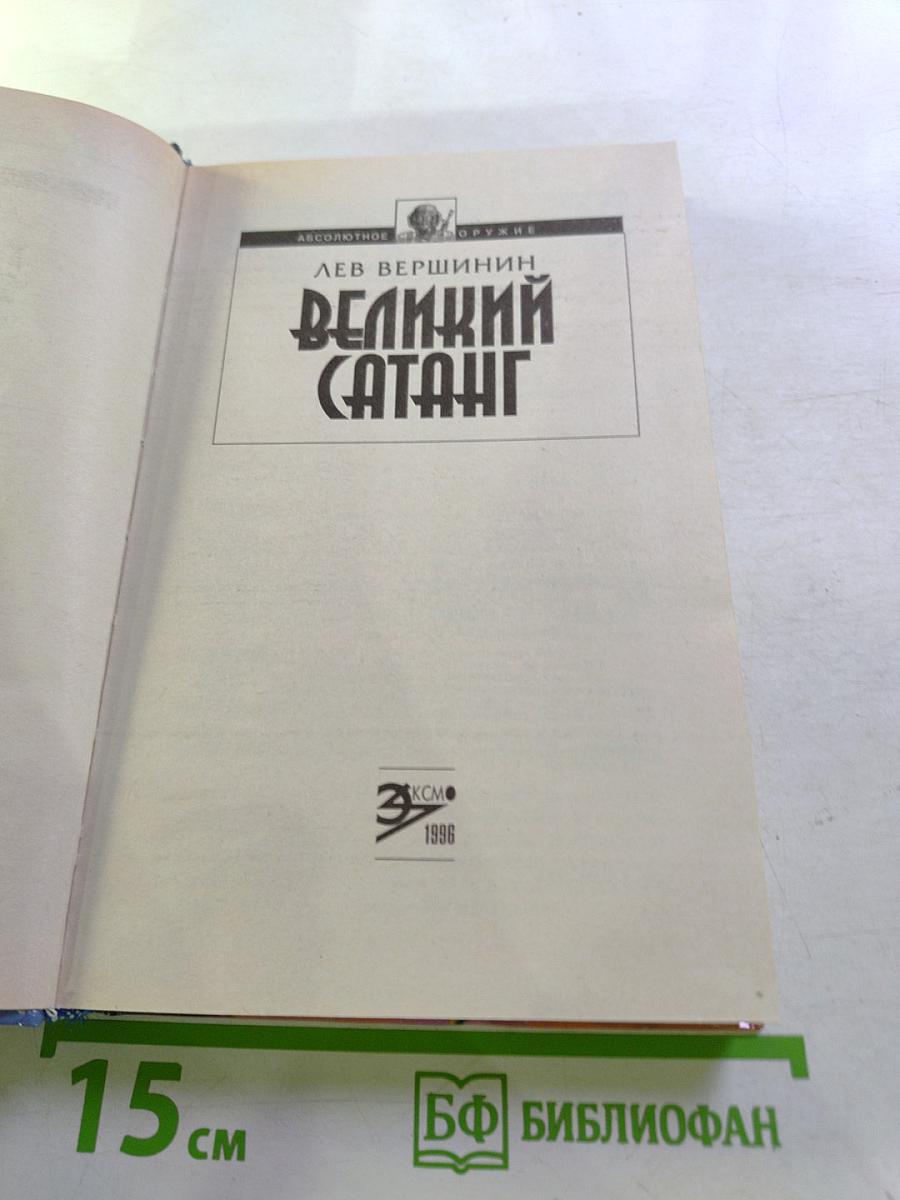 АБСОЛЮТНОЕ ОРУЖИЕ
ЛЕВ ВЕРШИНИН
ВЕЛИКИЙ
САТАНГ
ЭКСМО
1996
15 см
БФ БИБЛИОФАН